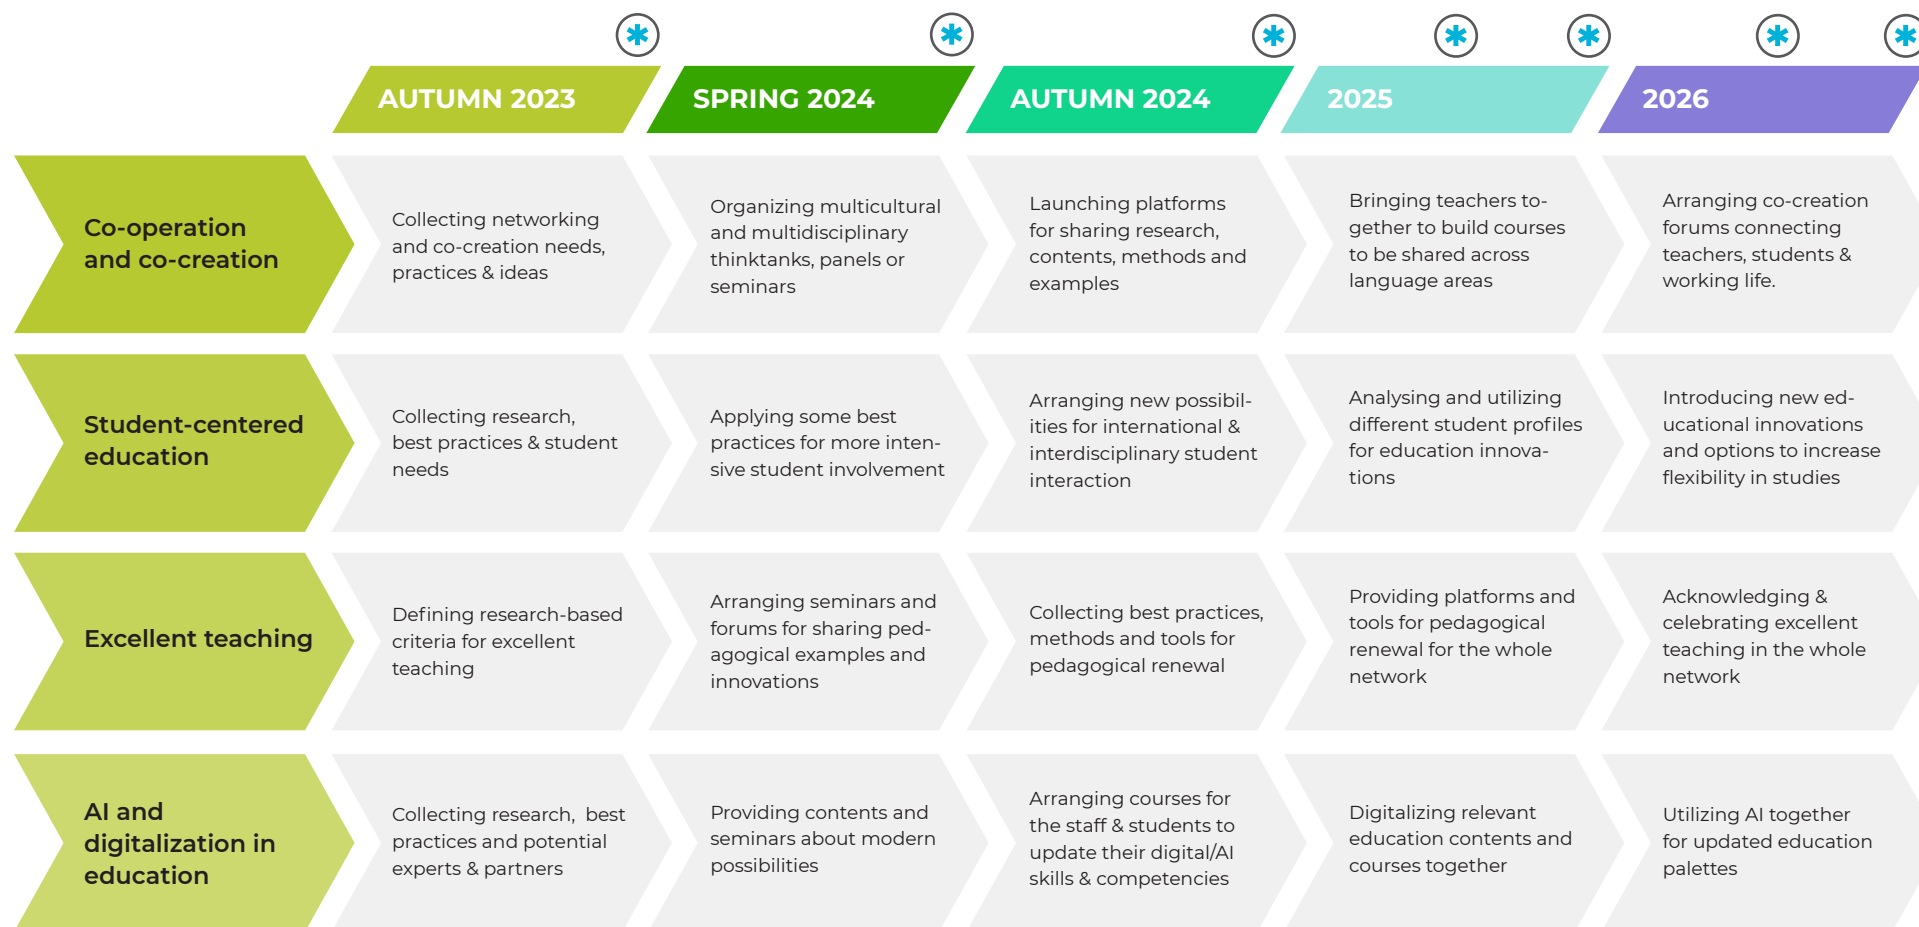 AUTUMN 2023
SPRING 2024
AUTUMN 2024
2025
2026
Co-operation
and co-creation
Collecting networking
and co-creation needs,
practices & ideas
Organizing multicultural
and multidisciplinary
thinktanks, panels or
seminars
Launching platforms
for sharing research,
contents, methods and
examples
Bringing teachers to-
gether to build courses
to be shared across
language areas
Arranging co-creation
forums connecting
teachers, students &
working life.
Student-centered
education
Collecting research,
best practices & student
needs
Applying some best
practices for more inten-
sive student involvement
Arranging new possibil-
ities for international &
interdisciplinary student
interaction
Analysing and utilizing
different student profiles
for education innova-
tions
Introducing new ed-
ucational innovations
and options to increase
flexibility in studies
Excellent teaching
Defining research-based
criteria for excellent
teaching
Arranging seminars and
forums for sharing ped-
agogical examples and
innovations
Collecting best practices,
methods and tools for
pedagogical renewal
Providing platforms and
tools for pedagogical
renewal for the whole
network
Acknowledging &
celebrating excellent
teaching in the whole
network
AI and
digitalization in
education
Collecting research,  best
practices and potential
experts & partners
Providing contents and
seminars about modern
possibilities
Arranging courses for
the staff & students to
update their digital/AI
skills & competencies
Digitalizing relevant
education contents and
courses together
Utilizing AI together
for updated education
palettes